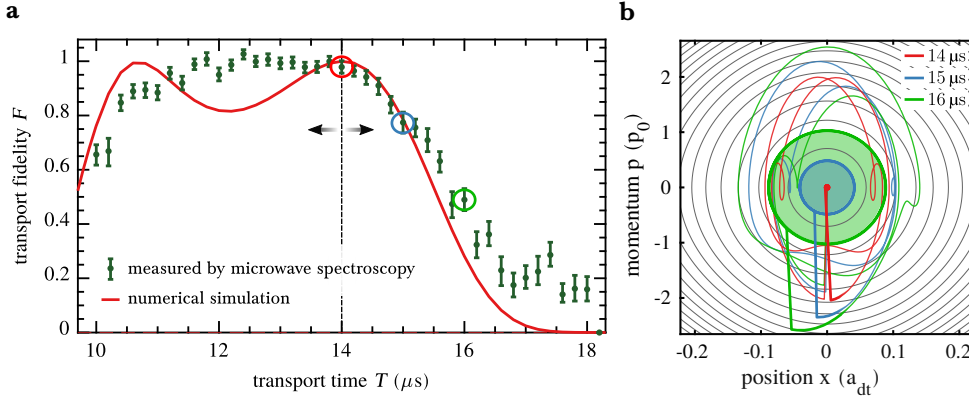 a
transport fidelity F
1
0.8
0.6
0.4
0.2
0
measured by microwave spectroscopy
numerical simulation
10
12
14
16
18
transport time T (μs)
b
momentum p (p0)
2
1
0
-1
-2
14 μs
15 μs
16 μs
-0.2
-0.1
0
0.1
0.2
position x (adt)